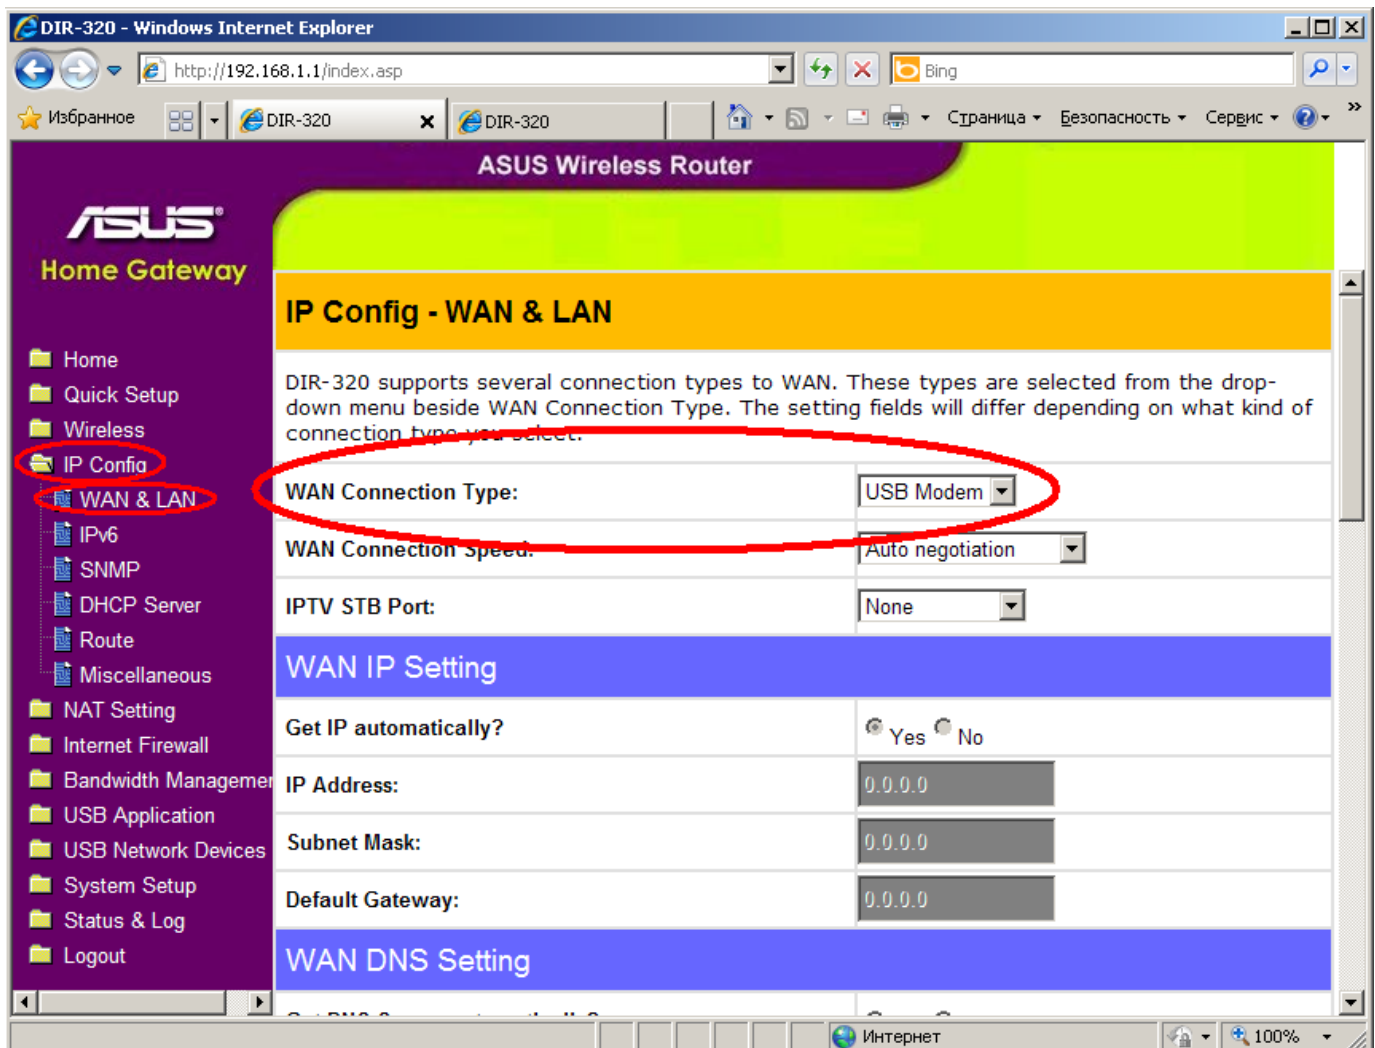 DIR-320 - Windows Internet Explorer
http://192.168.1.1/index.asp
Bing
Избранное
DIR-320
DIR-320
Страница
Безопасность
Сервис
ASUS Wireless Router
ASUS
Home Gateway
Home
Quick Setup
Wireless
IP Config
WAN & LAN
IPv6
SNMP
DHCP Server
Route
Miscellaneous
NAT Setting
Internet Firewall
Bandwidth Managemen
USB Application
USB Network Devices
System Setup
Status & Log
Logout
IP Config - WAN & LAN
DIR-320 supports several connection types to WAN. These types are selected from the drop-
down menu beside WAN Connection Type. The setting fields will differ depending on what kind of
connection type you select.
WAN Connection Type:
USB Modem
WAN Connection Speed:
Auto negotiation
IPTV STB Port:
None
WAN IP Setting
Get IP automatically?
Yes No
IP Address:
0.0.0.0
Subnet Mask:
0.0.0.0
Default Gateway:
0.0.0.0
WAN DNS Setting
Интернет
100%